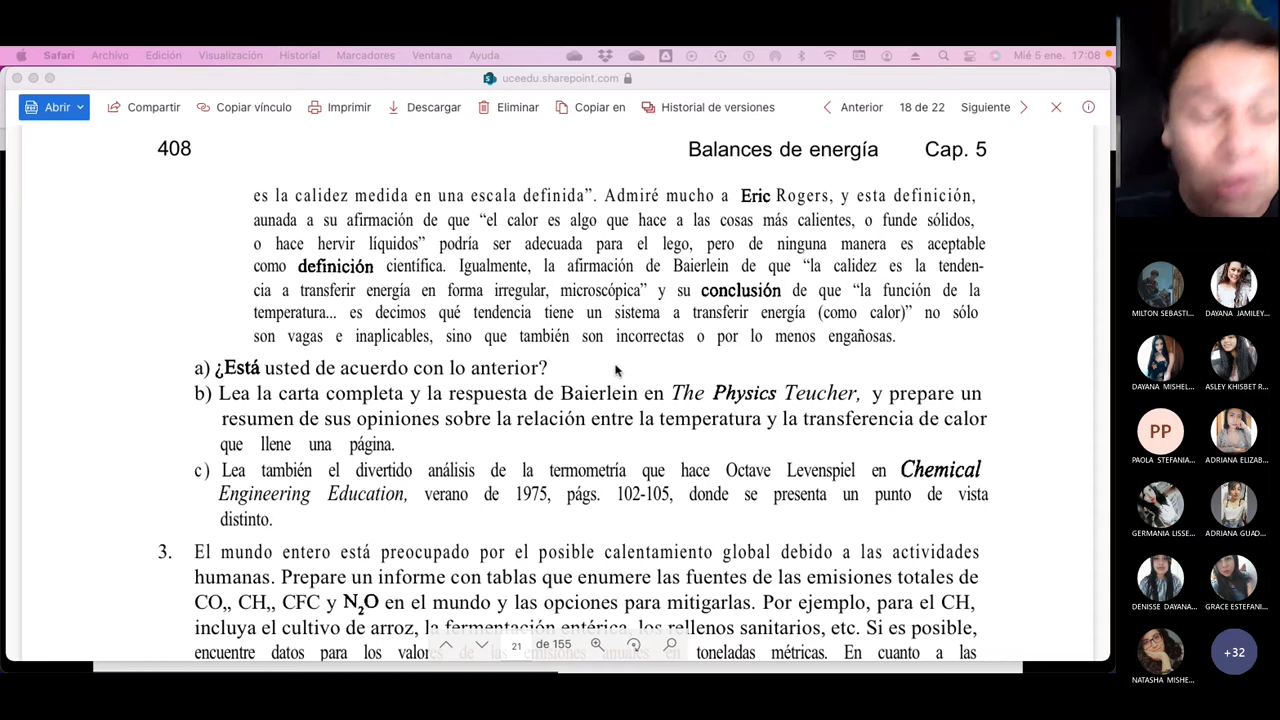 Safari Archivo Edición Visualización Historial Marcadores Ventana Ayuda Mié 5 ene. 17:08
uceedu.sharepoint.com
Abrir Compartir Copiar vínculo Imprimir Descargar Eliminar Copiar en Historial de versiones Anterior 18 de 22 Siguiente
408 Balances de energía Cap. 5
es la calidez medida en una escala definida”. Admiré mucho a Eric Rogers, y esta definición,
aunada a su afirmación de que “el calor es algo que hace a las cosas más calientes, o funde sólidos,
o hace hervir líquidos” podría ser adecuada para el lego, pero de ninguna manera es aceptable
como definición científica. Igualmente, la afirmación de Baierlein de que “la calidez es la tenden-
cia a transferir energía en forma irregular, microscópica” y su conclusión de que “la función de la
temperatura... es decimos qué tendencia tiene un sistema a transferir energía (como calor)” no sólo
son vagas e inaplicables, sino que también son incorrectas o por lo menos engañosas.
a) ¿Está usted de acuerdo con lo anterior?
b) Lea la carta completa y la respuesta de Baierlein en The Physics Teucher, y prepare un
resumen de sus opiniones sobre la relación entre la temperatura y la transferencia de calor
que llene una página.
c) Lea también el divertido análisis de la termometría que hace Octave Levenspiel en Chemical
Engineering Education, verano de 1975, págs. 102-105, donde se presenta un punto de vista
distinto.
3. El mundo entero está preocupado por el posible calentamiento global debido a las actividades
humanas. Prepare un informe con tablas que enumere las fuentes de las emisiones totales de
CO,, CH,, CFC y N2O en el mundo y las opciones para mitigarlas. Por ejemplo, para el CH,
incluya el cultivo de arroz, la fermentación entérica, los rellenos sanitarios, etc. Si es posible,
encuentre datos para los valores de las emisiones anuales en toneladas métricas. En cuanto a las
21 de 155
MILTON SEBASTI... DAYANA JAMILEY...
DAYANA MISHEL... ASLEY KHISBET R...
PP
PAOLA STEFANIA... ADRIANA ELIZAB...
GERMANIA LISSE... ADRIANA GUAD...
DENISSE DAYANA... GRACE ESTEFANI...
+32
NATASHA MISHE...